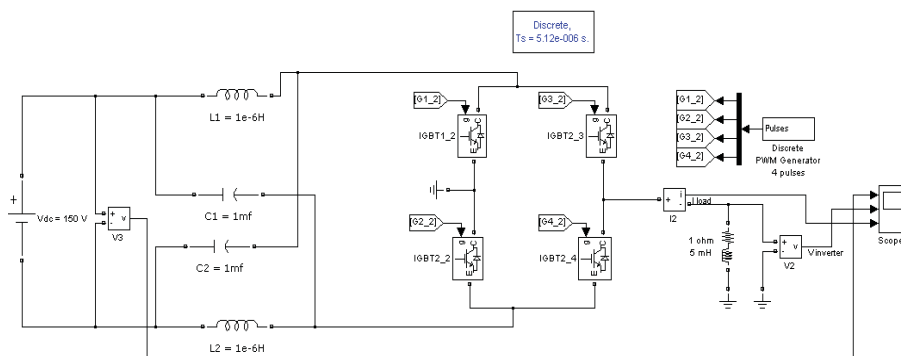 Discrete,
Ts = 5.12e-006 s.
L1 = 1e-6H
[G1_2]
[G3_2]
g
C
E
IGBT1_2
g
C
E
IGBT2_3
[G1_2]
[G2_2]
[G3_2]
[G4_2]
Pulses
Discrete
PWM Generator
4 pulses
+
Vdc = 150 V
+
-
v
V3
C1 = 1mf
C2 = 1mf
[G2_2]
[G4_2]
g
C
E
IGBT2_2
g
C
E
IGBT2_4
+
i
-
I2
I load
1 ohm
5 mH
+
-
v
V2
Vinverter
Scope
L2 = 1e-6H